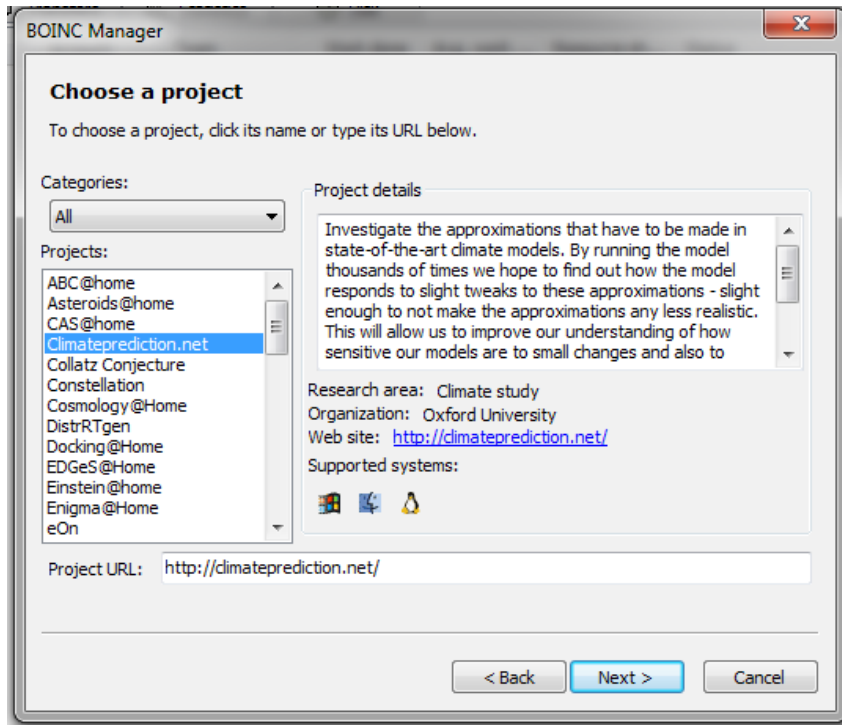 BOINC Manager
Choose a project
To choose a project, click its name or type its URL below.
Categories:
All
Projects:
ABC@home
Asteroids@home
CAS@home
Climateprediction.net
Collatz Conjecture
Constellation
Cosmology@Home
DistrRTgen
Docking@Home
EDGeS@Home
Einstein@home
Enigma@Home
eOn
Project details
Investigate the approximations that have to be made in
state-of-the-art climate models. By running the model
thousands of times we hope to find out how the model
responds to slight tweaks to these approximations - slight
enough to not make the approximations any less realistic.
This will allow us to improve our understanding of how
sensitive our models are to small changes and also to
Research area: Climate study
Organization: Oxford University
Web site: http://climateprediction.net/
Supported systems:
Project URL: http://climateprediction.net/
< Back
Next >
Cancel